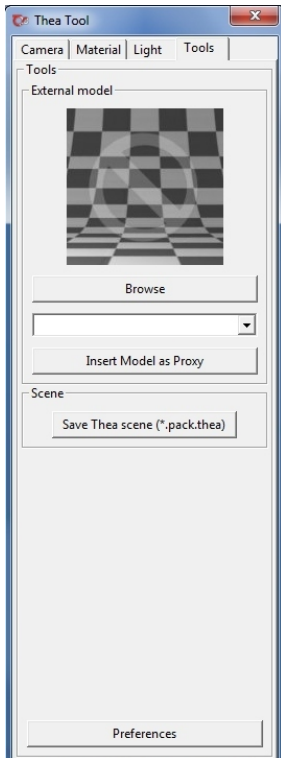 Thea Tool
Camera Material Light Tools
Tools
External model
Browse
Insert Model as Proxy
Scene
Save Thea scene (*.pack.thea)
Preferences